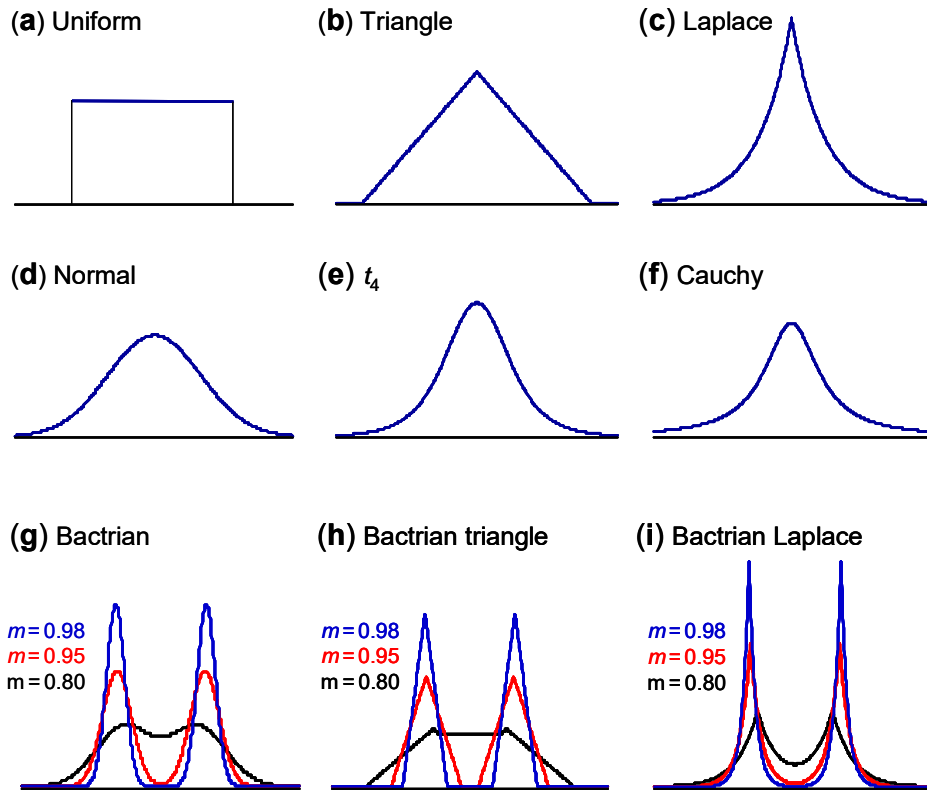 (a) Uniform
(b) Triangle
(c) Laplace
(d) Normal
(e) t₄
(f) Cauchy
(g) Bactrian
(h) Bactrian triangle
(i) Bactrian Laplace
m = 0.98
m = 0.95
m = 0.80
m = 0.98
m = 0.95
m = 0.80
m = 0.98
m = 0.95
m = 0.80